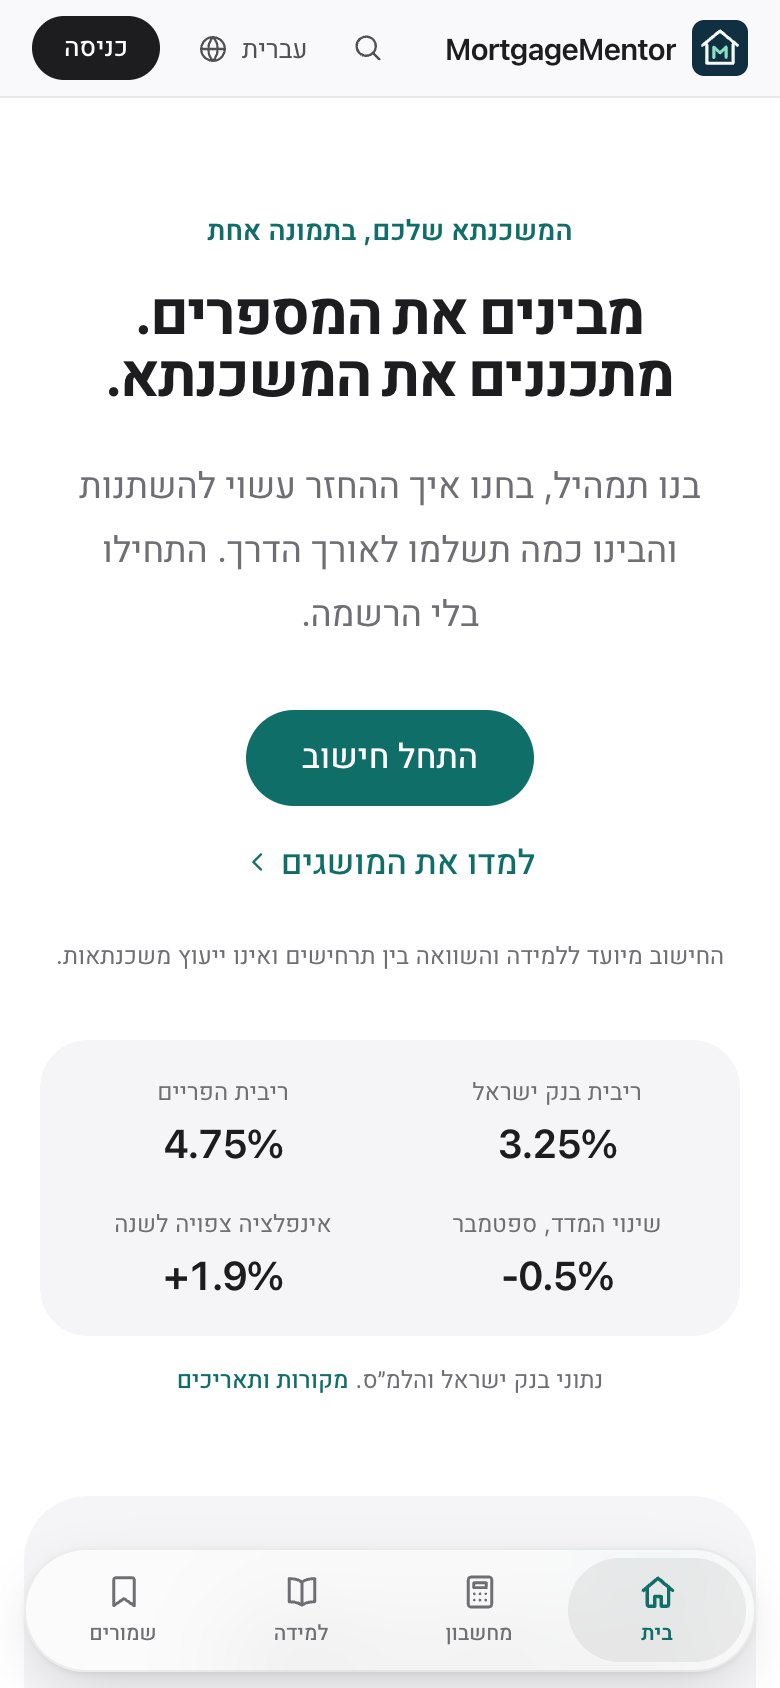 MortgageMentor
עברית
כניסה
המשכנתא שלכם, בתמונה אחת
מבינים את המספרים.
מתכננים את המשכנתא.
בנו תמהיל, בחנו איך ההחזר עשוי להשתנות
והבינו כמה תשלמו לאורך הדרך. התחילו
בלי הרשמה.
התחל חישוב
למדו את המושגים
החישוב מיועד ללמידה והשוואה בין תרחישים ואינו ייעוץ משכנתאות.
ריבית בנק ישראל
3.25%
ריבית הפריים
4.75%
שינוי המדד, ספטמבר
-0.5%
אינפלציה צפויה לשנה
+1.9%
נתוני בנק ישראל והלמ״ס. מקורות ותאריכים
בית
מחשבון
למידה
שמורים